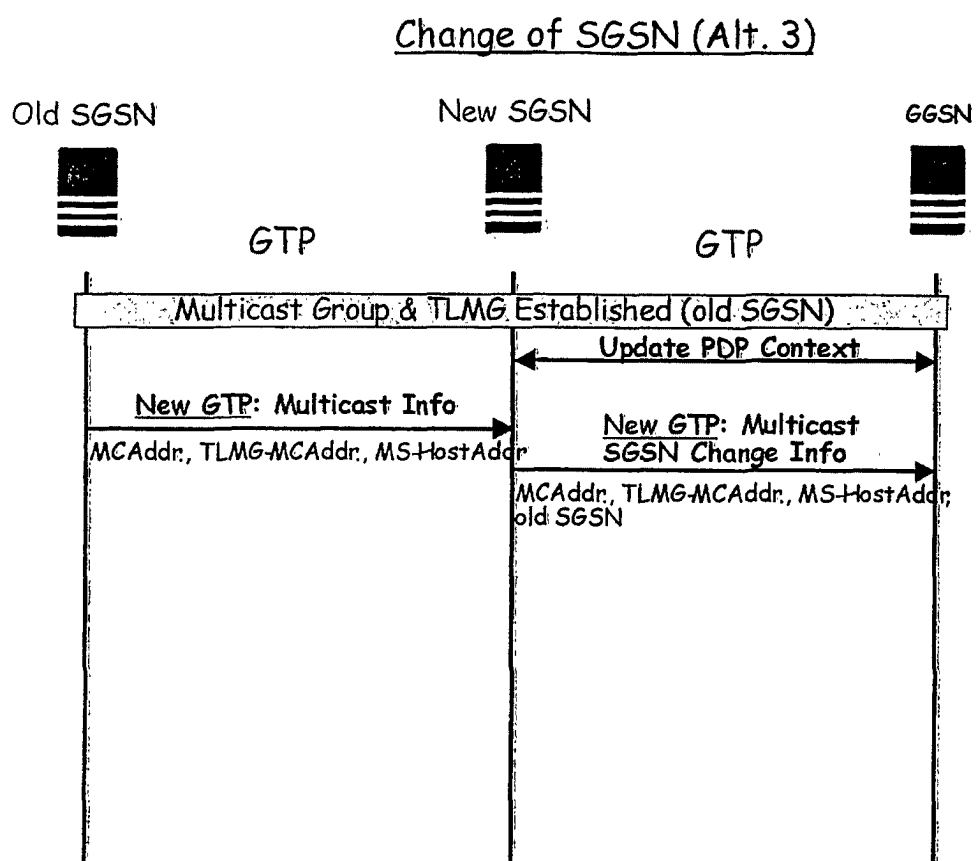 Change of SGSN (Alt. 3)
Old SGSN
New SGSN
GGSN
GTP
GTP
Multicast Group & TLMG Established (old SGSN)
Update PDP Context
New GTP: Multicast Info
MCAddr., TLMG-MCAddr., MS-HostAddr
New GTP: Multicast
SGSN Change Info
MCAddr., TLMG-MCAddr., MS-HostAddr,
old SGSN